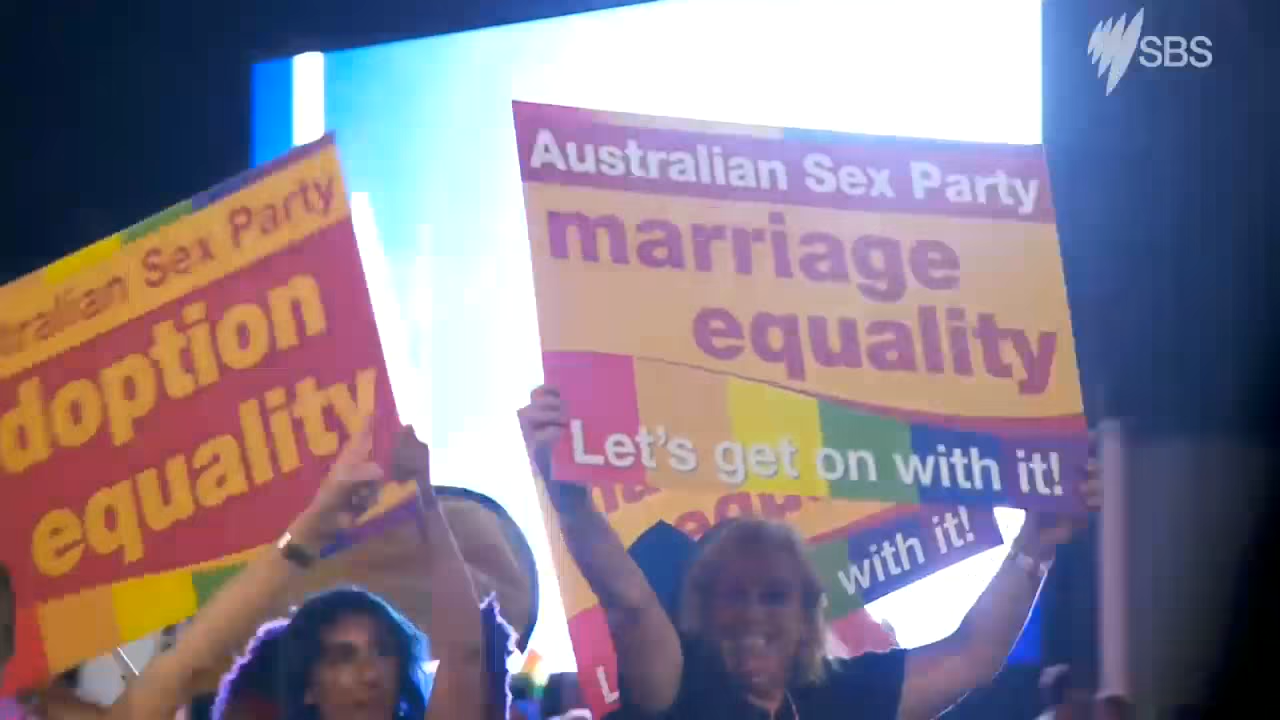 SBS
Sex Party
doption
equality
Australian Sex Party
marriage
equality
Let's get on with it!
with it!
L